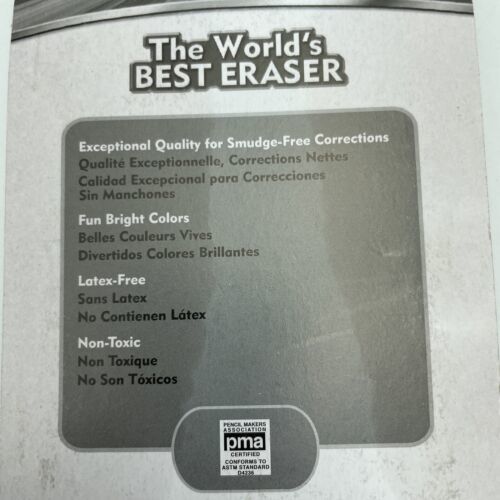 The World's
BEST ERASER
Exceptional Quality for Smudge-Free Corrections
Qualité Exceptionnelle, Corrections Nettes
Calidad Excepcional para Correcciones
Sin Manchones
Fun Bright Colors
Belles Couleurs Vives
Divertidos Colores Brillantes
Latex-Free
Sans Latex
No Contienen Látex
Non-Toxic
Non Toxique
No Son Tóxicos
PENCIL MAKERS
ASSOCIATION
pma
CERTIFIED
CONFORMS TO
ASTM STANDARD
D4236